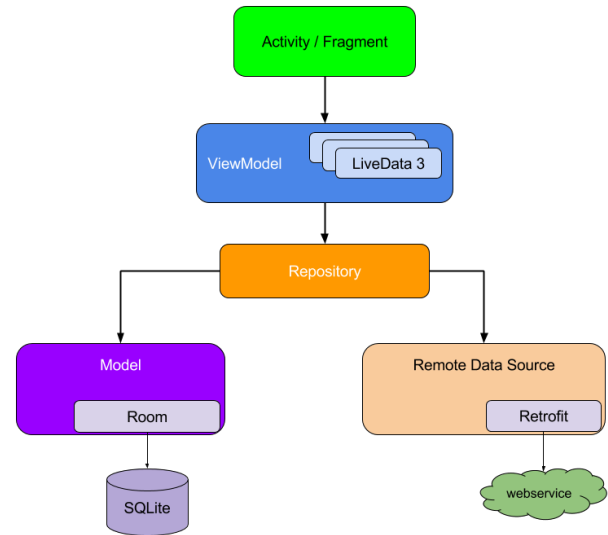 Activity / Fragment
ViewModel
LiveData 3
Repository
Model
Room
SQLite
Remote Data Source
Retrofit
webservice